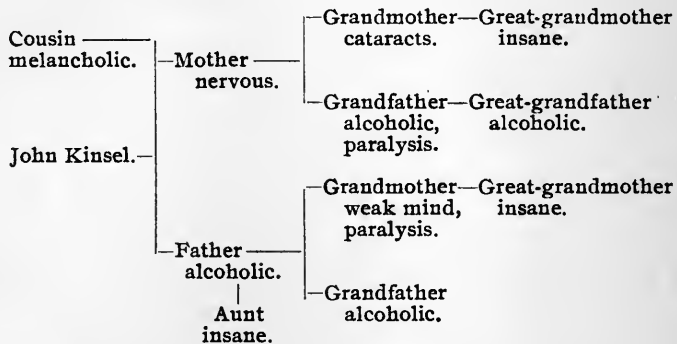 Grandmother—Great-grandmother
cataracts. insane.
Cousin
melancholic. Mother
nervous.
Grandfather—Great-grandfather
alcoholic, alcoholic.
paralysis.
John Kinsel.
Grandmother—Great-grandmother
weak mind, insane.
paralysis.
Father
alcoholic.
Grandfather
alcoholic.
Aunt
insane.